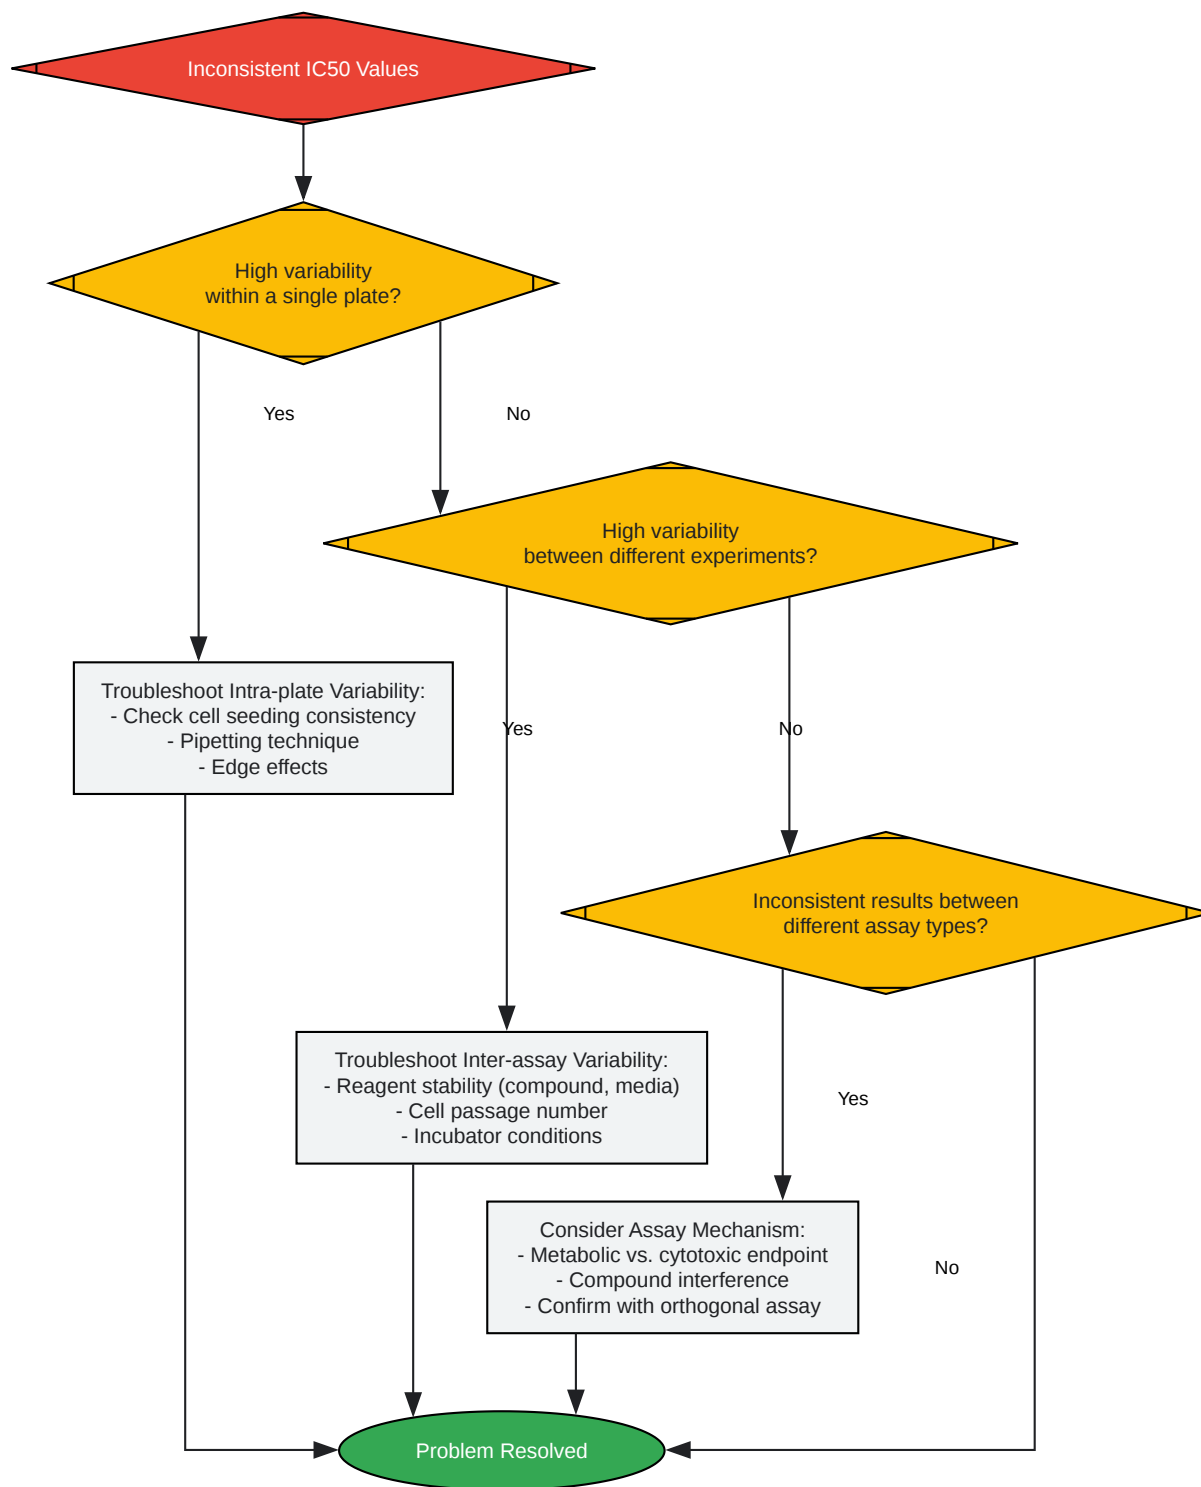 Inconsistent IC50 Values
High variability
within a single plate?
Yes
No
High variability
between different experiments?
Troubleshoot Intra-plate Variability:
- Check cell seeding consistency
- Pipetting technique
- Edge effects
Yes
No
Inconsistent results between
different assay types?
Troubleshoot Inter-assay Variability:
- Reagent stability (compound, media)
- Cell passage number
- Incubator conditions
Yes
No
Consider Assay Mechanism:
- Metabolic vs. cytotoxic endpoint
- Compound interference
- Confirm with orthogonal assay
Problem Resolved